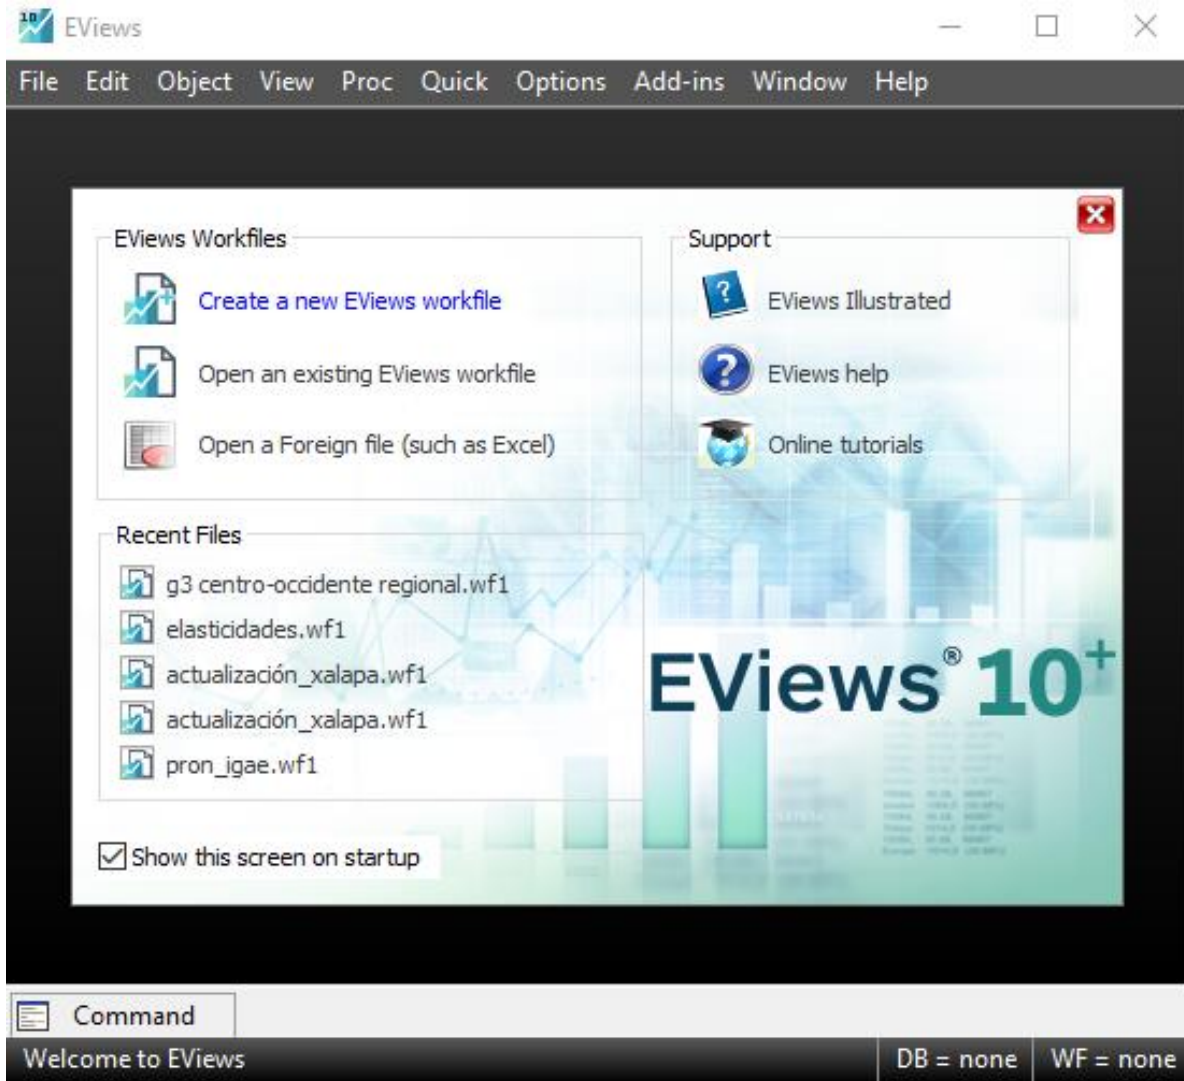 10
EViews
File Edit Object View Proc Quick Options Add-ins Window Help
EViews Workfiles
Create a new EViews workfile
Open an existing EViews workfile
Open a Foreign file (such as Excel)
Support
EViews Illustrated
EViews help
Online tutorials
Recent Files
g3 centro-occidente regional.wf1
elasticidades.wf1
actualización_xalapa.wf1
actualización_xalapa.wf1
pron_igae.wf1
EViews® 10+
Show this screen on startup
Command
Welcome to EViews
DB = none
WF = none